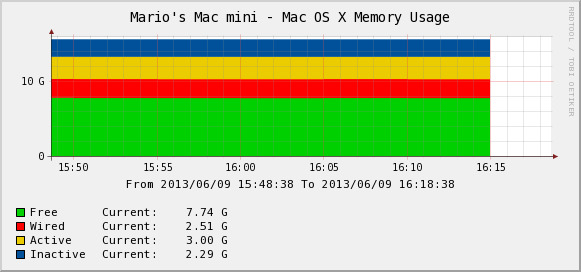 Mario's Mac mini - Mac OS X Memory Usage
RRDTOOL / TOBI OETIKER
10 G
0
15:50 15:55 16:00 16:05 16:10 16:15
From 2013/06/09 15:48:38 To 2013/06/09 16:18:38
Free Current: 7.74 G
Wired Current: 2.51 G
Active Current: 3.00 G
Inactive Current: 2.29 G